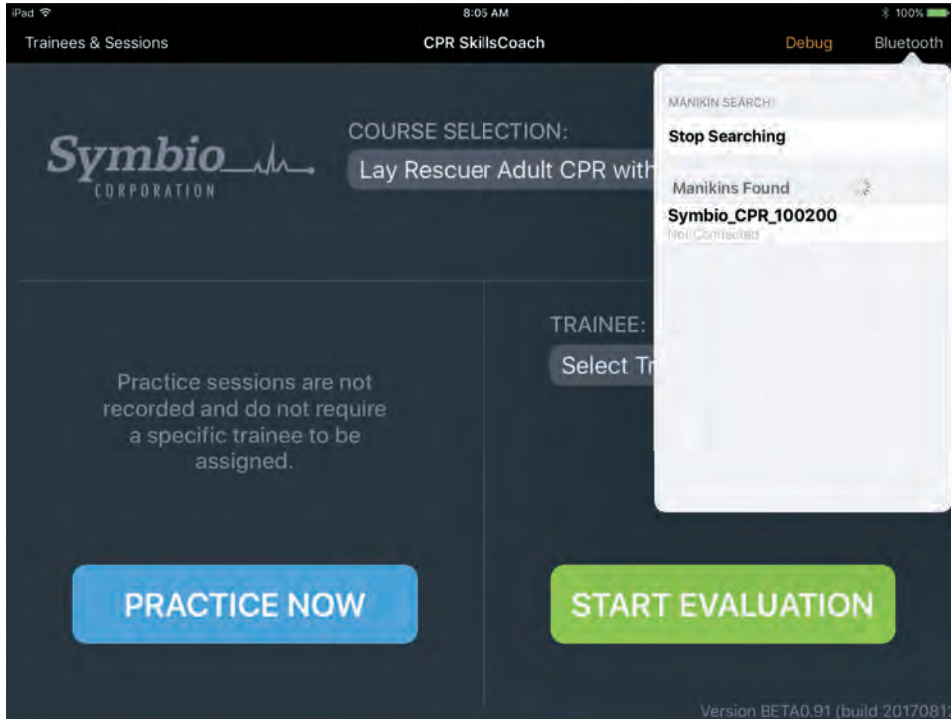 iPad 8:05 AM 100%
Trainees & Sessions CPR SkillsCoach Debug Bluetooth
MANIKIN SEARCH:
Stop Searching
Manikins Found
Symbio_CPR_100200
Not Connected
Symbio
CORPORATION
COURSE SELECTION:
Lay Rescuer Adult CPR with
Practice sessions are not
recorded and do not require
a specific trainee to be
assigned.
PRACTICE NOW
TRAINEE:
Select Tr
START EVALUATION
Version BETA0.91 (build 2017081